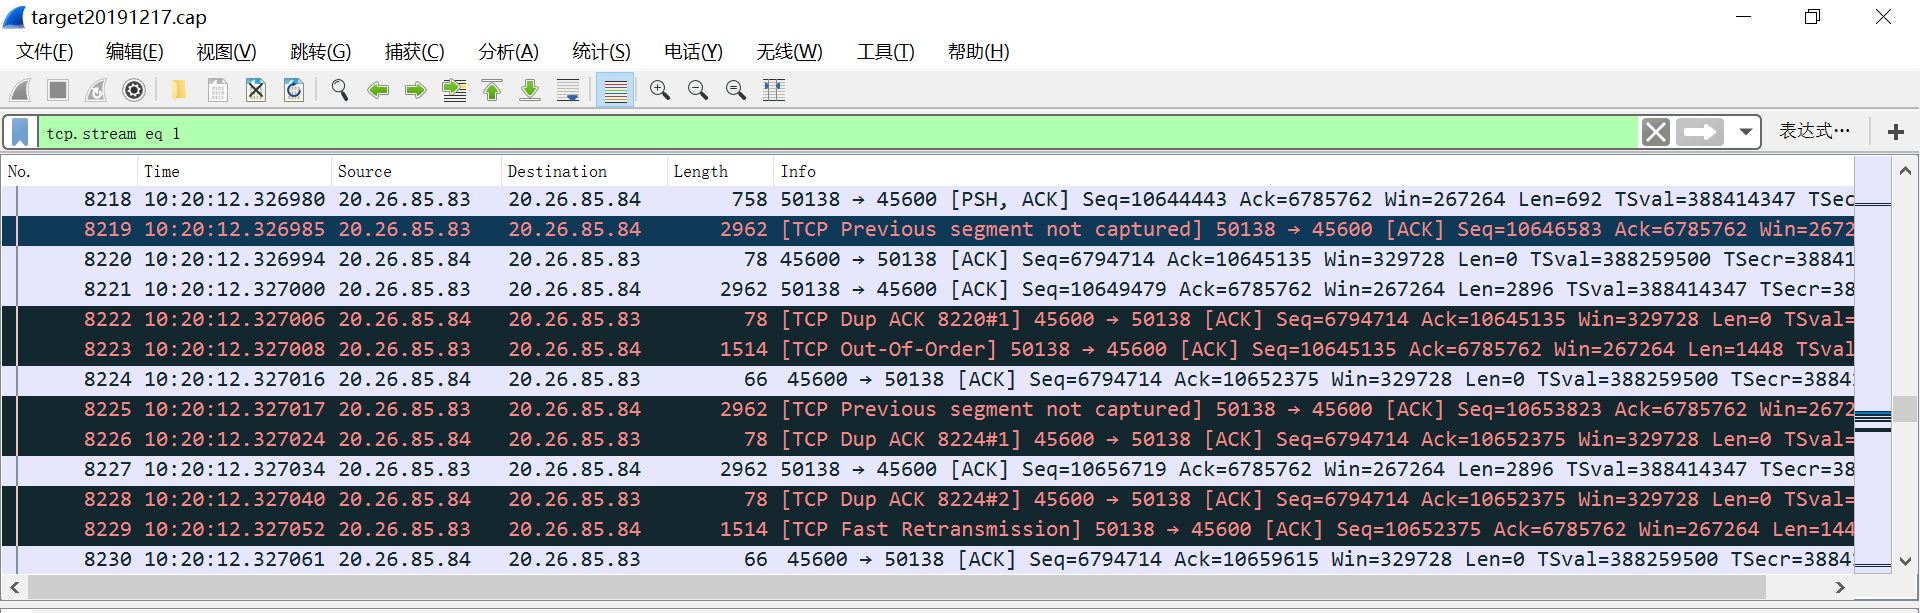 target20191217.cap
文件(F) 编辑(E) 视图(V) 跳转(G) 捕获(C) 分析(A) 统计(S) 电话(Y) 无线(W) 工具(T) 帮助(H)
tcp.stream eq 1 表达式…
No. Time Source Destination Length Info
8218 10:20:12.326980 20.26.85.83 20.26.85.84 758 50138 → 45600 [PSH, ACK] Seq=10644443 Ack=6785762 Win=267264 Len=692 TSval=388414347 TSec
8219 10:20:12.326985 20.26.85.83 20.26.85.84 2962 [TCP Previous segment not captured] 50138 → 45600 [ACK] Seq=10646583 Ack=6785762 Win=2672
8220 10:20:12.326994 20.26.85.84 20.26.85.83 78 45600 → 50138 [ACK] Seq=6794714 Ack=10645135 Win=329728 Len=0 TSval=388259500 TSecr=38841
8221 10:20:12.327000 20.26.85.83 20.26.85.84 2962 50138 → 45600 [ACK] Seq=10649479 Ack=6785762 Win=267264 Len=2896 TSval=388414347 TSecr=38
8222 10:20:12.327006 20.26.85.84 20.26.85.83 78 [TCP Dup ACK 8220#1] 45600 → 50138 [ACK] Seq=6794714 Ack=10645135 Win=329728 Len=0 TSval=
8223 10:20:12.327008 20.26.85.83 20.26.85.84 1514 [TCP Out-Of-Order] 50138 → 45600 [ACK] Seq=10645135 Ack=6785762 Win=267264 Len=1448 TSval
8224 10:20:12.327016 20.26.85.84 20.26.85.83 66 45600 → 50138 [ACK] Seq=6794714 Ack=10652375 Win=329728 Len=0 TSval=388259500 TSecr=3884
8225 10:20:12.327017 20.26.85.83 20.26.85.84 2962 [TCP Previous segment not captured] 50138 → 45600 [ACK] Seq=10653823 Ack=6785762 Win=2672
8226 10:20:12.327024 20.26.85.84 20.26.85.83 78 [TCP Dup ACK 8224#1] 45600 → 50138 [ACK] Seq=6794714 Ack=10652375 Win=329728 Len=0 TSval=
8227 10:20:12.327034 20.26.85.83 20.26.85.84 2962 50138 → 45600 [ACK] Seq=10656719 Ack=6785762 Win=267264 Len=2896 TSval=388414347 TSecr=38
8228 10:20:12.327040 20.26.85.84 20.26.85.83 78 [TCP Dup ACK 8224#2] 45600 → 50138 [ACK] Seq=6794714 Ack=10652375 Win=329728 Len=0 TSval=
8229 10:20:12.327052 20.26.85.83 20.26.85.84 1514 [TCP Fast Retransmission] 50138 → 45600 [ACK] Seq=10652375 Ack=6785762 Win=267264 Len=144
8230 10:20:12.327061 20.26.85.84 20.26.85.83 66 45600 → 50138 [ACK] Seq=6794714 Ack=10659615 Win=329728 Len=0 TSval=388259500 TSecr=3884